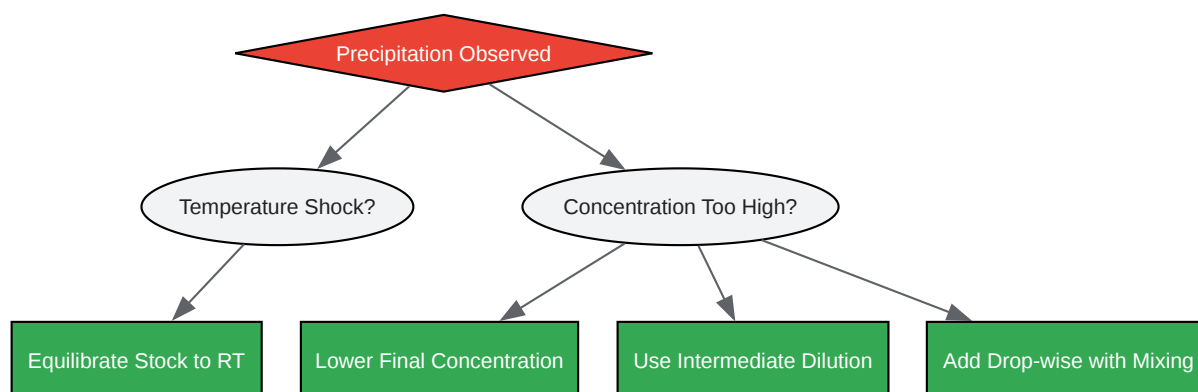 Precipitation Observed
Temperature Shock?
Concentration Too High?
Equilibrate Stock to RT
Lower Final Concentration
Use Intermediate Dilution
Add Drop-wise with Mixing